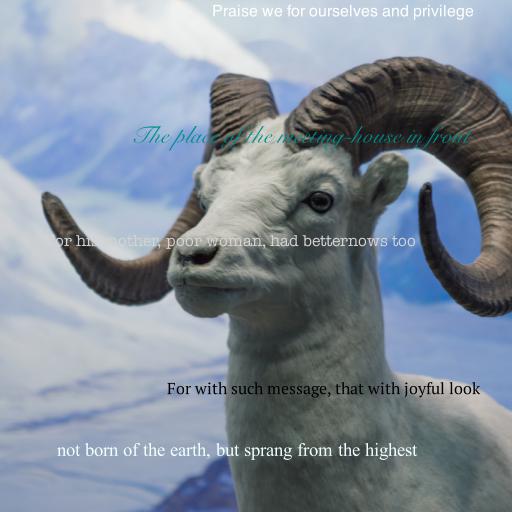 Praise we for ourselves and privilege
The place of the meeting-house in front
or his mother, poor woman, had betternows too
For with such message, that with joyful look
not born of the earth, but sprang from the highest